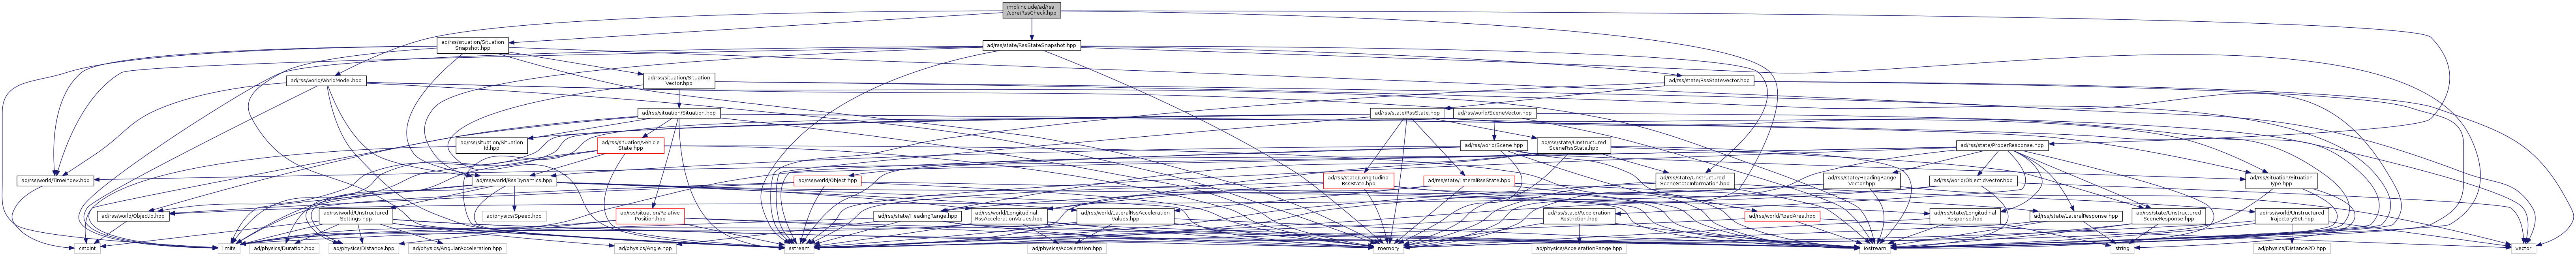 impl/include/ad/rss
/core/RssCheck.hpp
ad/rss/situation/Situation
Snapshot.hpp
ad/rss/state/RssStateSnapshot.hpp
ad/rss/world/WorldModel.hpp
ad/rss/situation/Situation
Vector.hpp
ad/rss/state/RssStateVector.hpp
ad/rss/situation/Situation.hpp
ad/rss/state/RssState.hpp
ad/rss/world/SceneVector.hpp
ad/rss/situation/Situation
Id.hpp
ad/rss/situation/Vehicle
State.hpp
ad/rss/world/Scene.hpp
ad/rss/state/Unstructured
SceneRssState.hpp
ad/rss/state/ProperResponse.hpp
ad/rss/world/TimeIndex.hpp
ad/rss/world/RssDynamics.hpp
ad/rss/world/Object.hpp
ad/rss/state/Longitudinal
RssState.hpp
ad/rss/state/LateralRssState.hpp
ad/rss/state/Unstructured
SceneStateInformation.hpp
ad/rss/state/HeadingRange
Vector.hpp
ad/rss/world/ObjectIdVector.hpp
ad/rss/situation/Situation
Type.hpp
ad/rss/world/ObjectId.hpp
ad/rss/world/Unstructured
Settings.hpp
ad/physics/Speed.hpp
ad/rss/situation/Relative
Position.hpp
ad/rss/state/HeadingRange.hpp
ad/rss/world/Longitudinal
RssAccelerationValues.hpp
ad/rss/world/LateralRssAcceleration
Values.hpp
ad/rss/state/Acceleration
Restriction.hpp
ad/rss/world/RoadArea.hpp
ad/rss/state/Longitudinal
Response.hpp
ad/rss/state/LateralResponse.hpp
ad/rss/state/Unstructured
SceneResponse.hpp
ad/rss/world/Unstructured
TrajectorySet.hpp
cstdint
limits
ad/physics/Duration.hpp
ad/physics/Distance.hpp
ad/physics/AngularAcceleration.hpp
ad/physics/Angle.hpp
sstream
ad/physics/Acceleration.hpp
memory
ad/physics/AccelerationRange.hpp
iostream
string
ad/physics/Distance2D.hpp
vector